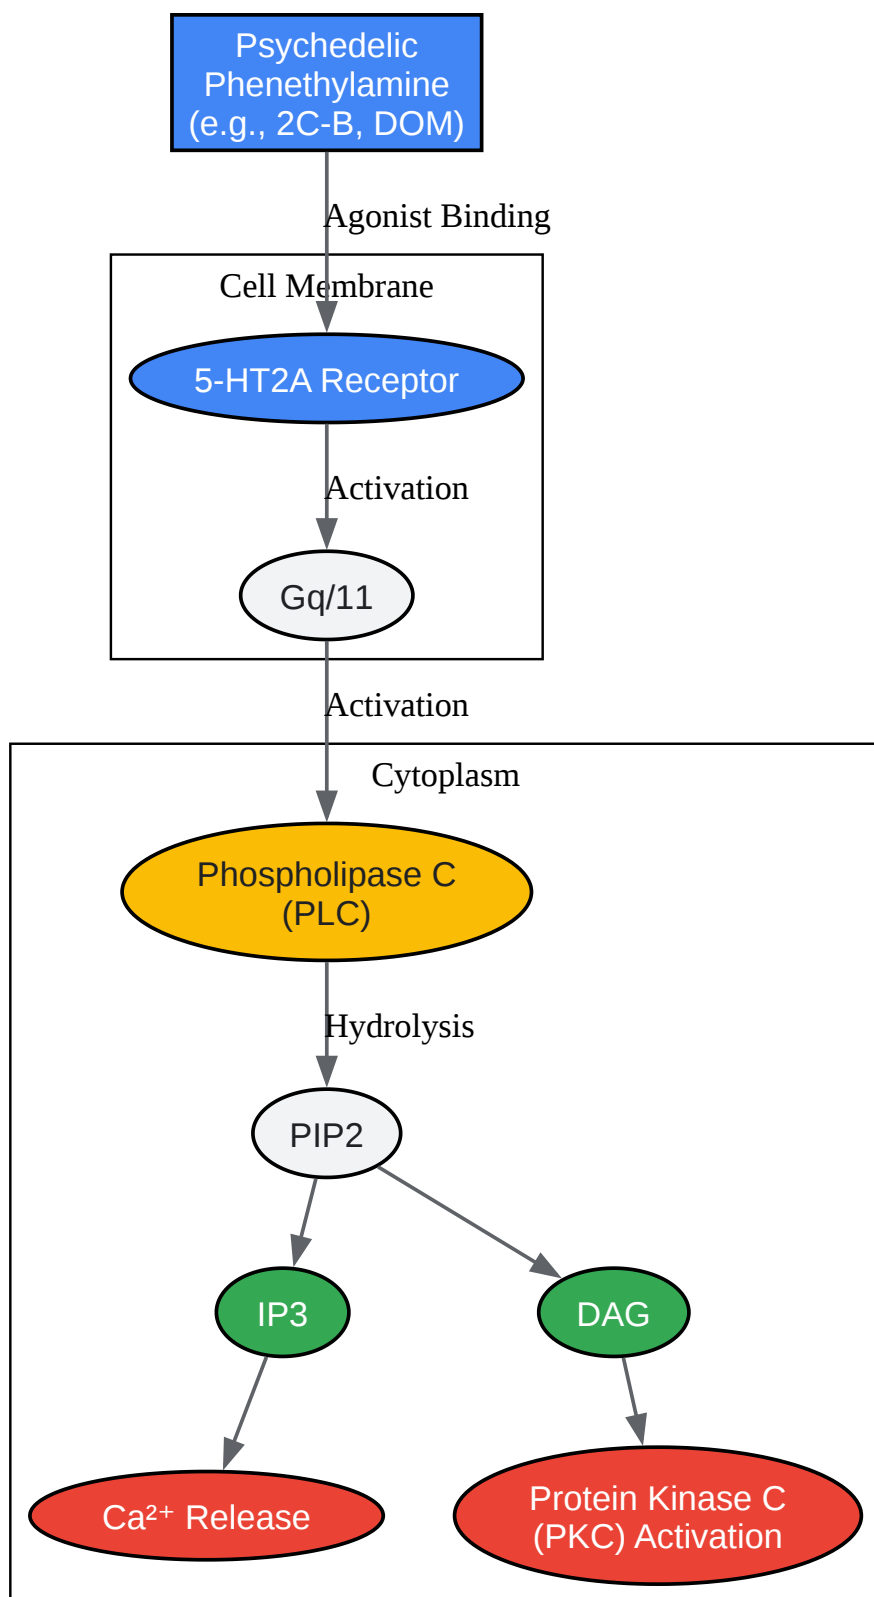 Psychedelic
Phenethylamine
(e.g., 2C-B, DOM)
Agonist Binding
Cell Membrane
5-HT2A Receptor
Activation
Gq/11
Activation
Cytoplasm
Phospholipase C
(PLC)
Hydrolysis
PIP2
IP3
DAG
Ca²⁺ Release
Protein Kinase C
(PKC) Activation